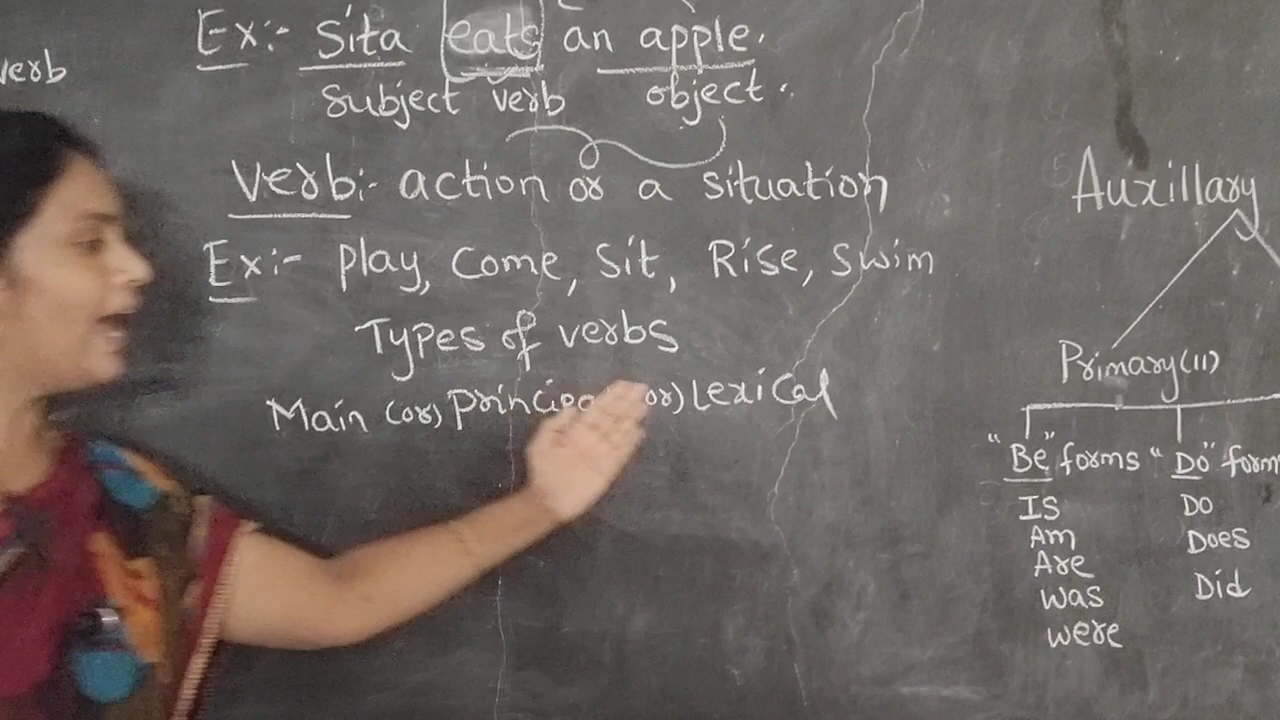 verb
Ex:- Sita eats an apple.
Subject verb object.
Verb:- action or a situation
Ex:- Play, Come, Sit, Rise, Swim
Types of verbs
Main (or) (or) Lexical
Auxillary
Primary(11)
"Be" forms "Do" form
Is Do
Am Does
Are Did
was
were